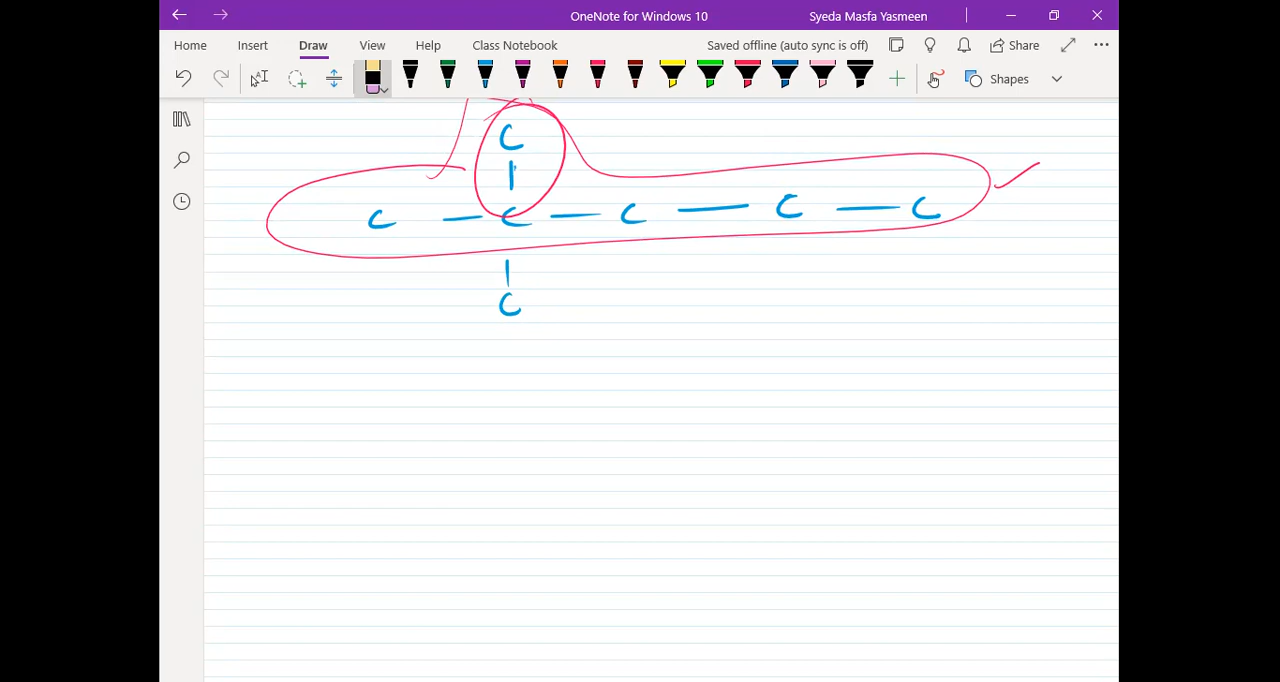 OneNote for Windows 10 Syeda Masfa Yasmeen
Home Insert Draw View Help Class Notebook Saved offline (auto sync is off) Share
Shapes
C
|
C — C — C — C — C
|
C